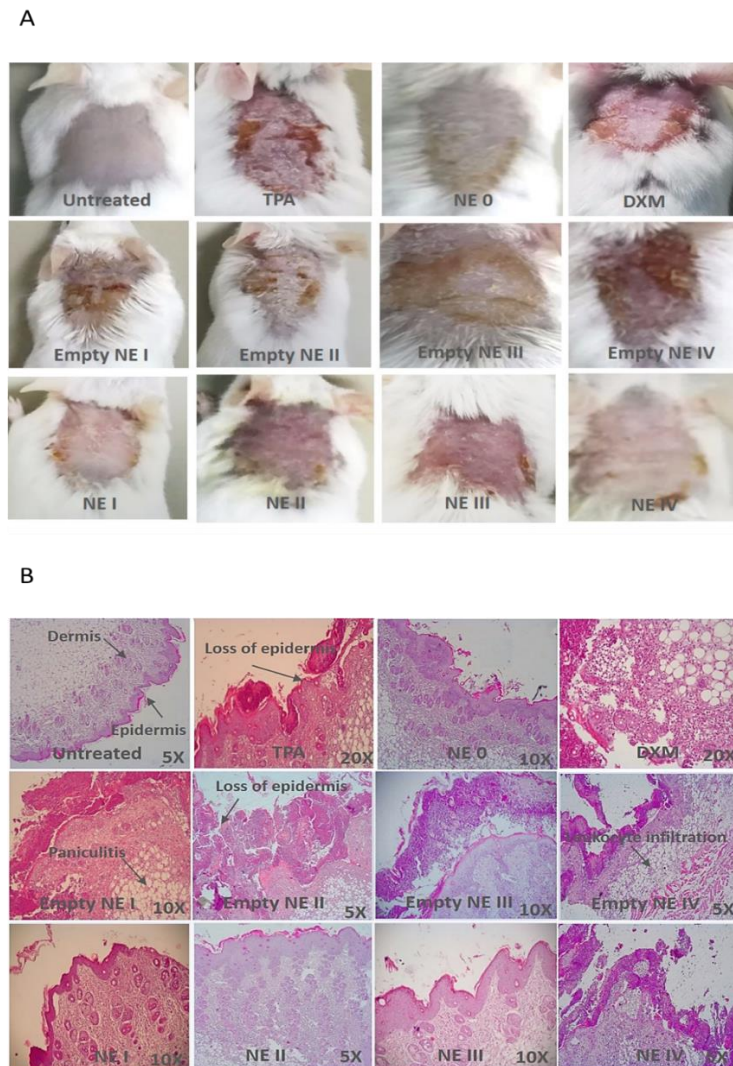 A
Untreated
TPA
NE 0
DXM
Empty NE I
Empty NE II
Empty NE III
Empty NE IV
NE I
NE II
NE III
NE IV
B
Dermis
Epidermis
Untreated
5X
Loss of epidermis
TPA
20X
NE 0
10X
DXM
20X
Paniculitis
Empty NE I
10X
Loss of epidermis
Empty NE II
5X
Empty NE III
10X
Leukocyte infiltration
Empty NE IV
5X
NE I
10X
NE II
5X
NE III
10X
NE IV